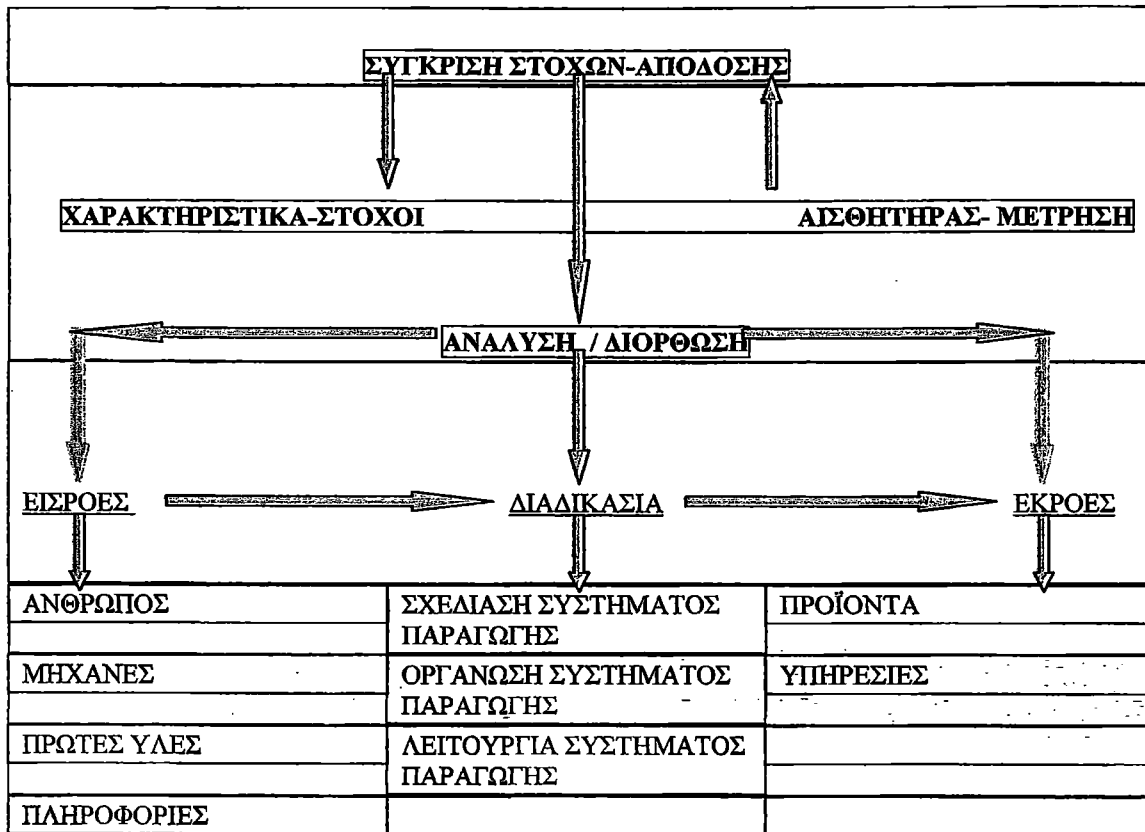 ΣΥΓΚΡΙΣΗ ΣΤΟΧΩΝ-ΑΠΟΔΟΣΗΣ
ΧΑΡΑΚΤΗΡΙΣΤΙΚΑ-ΣΤΟΧΟΙ ΑΙΣΘΗΤΗΡΑΣ- ΜΕΤΡΗΣΗ
ΑΝΑΛΥΣΗ / ΔΙΟΡΘΩΣΗ
ΕΙΣΡΟΕΣ ΔΙΑΔΙΚΑΣΙΑ ΕΚΡΟΕΣ
ΑΝΘΡΩΠΟΣ
ΣΧΕΔΙΑΣΗ ΣΥΣΤΗΜΑΤΟΣ
ΠΑΡΑΓΩΓΗΣ
ΠΡΟΪΟΝΤΑ
ΜΗΧΑΝΕΣ
ΟΡΓΑΝΩΣΗ ΣΥΣΤΗΜΑΤΟΣ
ΠΑΡΑΓΩΓΗΣ
ΥΠΗΡΕΣΙΕΣ
ΠΡΩΤΕΣ ΥΛΕΣ
ΛΕΙΤΟΥΡΓΙΑ ΣΥΣΤΗΜΑΤΟΣ
ΠΑΡΑΓΩΓΗΣ
ΠΛΗΡΟΦΟΡΙΕΣ